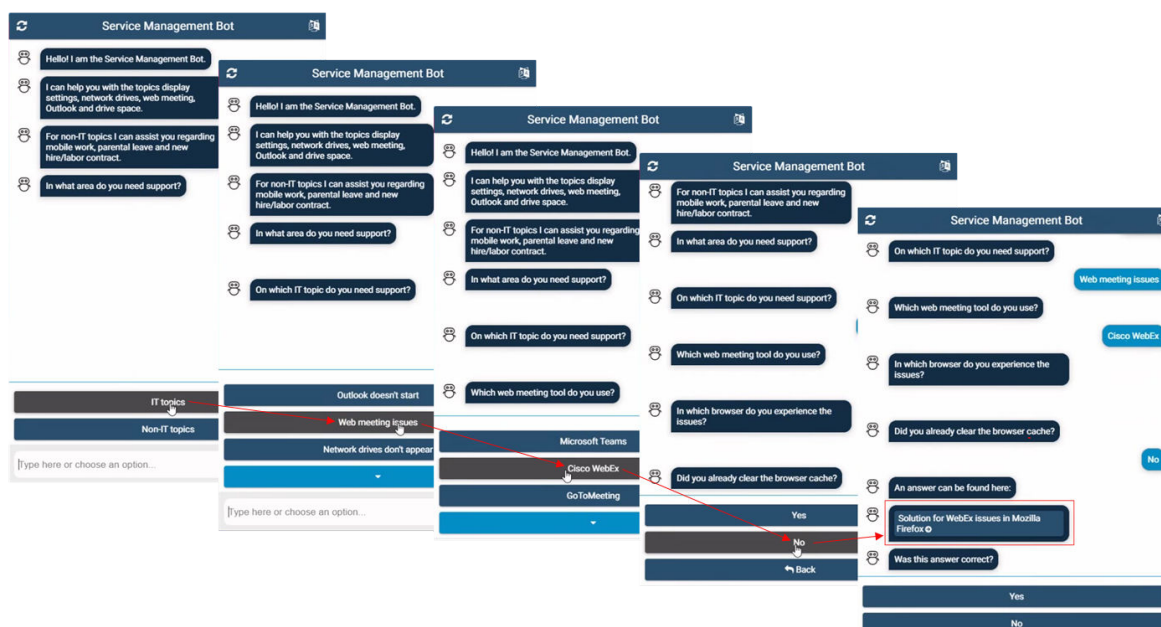 Service Management Bot
Hello! I am the Service Management Bot.
I can help you with the topics display
settings, network drives, web meeting,
Outlook and drive space.
For non-IT topics I can assist you regarding
mobile work, parental leave and new
hire/labor contract.
In what area do you need support?
IT topics
Non-IT topics
Type here or choose an option...
Service Management Bot
Hello! I am the Service Management Bot.
I can help you with the topics display
settings, network drives, web meeting,
Outlook and drive space.
For non-IT topics I can assist you regarding
mobile work, parental leave and new
hire/labor contract.
In what area do you need support?
On which IT topic do you need support?
Outlook doesn't start
Web meeting issues
Network drives don't appear
Type here or choose an option...
Service Management Bot
Hello! I am the Service Management Bot.
I can help you with the topics display
settings, network drives, web meeting,
Outlook and drive space.
For non-IT topics I can assist you regarding
mobile work, parental leave and new
hire/labor contract.
In what area do you need support?
On which IT topic do you need support?
Which web meeting tool do you use?
Microsoft Teams
Cisco WebEx
GoToMeeting
Service Management Bot
For non-IT topics I can assist you regarding
mobile work, parental leave and new
hire/labor contract.
In what area do you need support?
On which IT topic do you need support?
Which web meeting tool do you use?
In which browser do you experience the
issues?
Did you already clear the browser cache?
Yes
No
Back
Service Management Bot
On which IT topic do you need support?
Web meeting issues
Which web meeting tool do you use?
Cisco WebEx
In which browser do you experience the
issues?
Did you already clear the browser cache?
No
An answer can be found here:
Solution for WebEx issues in Mozilla
Firefox
Was this answer correct?
Yes
No